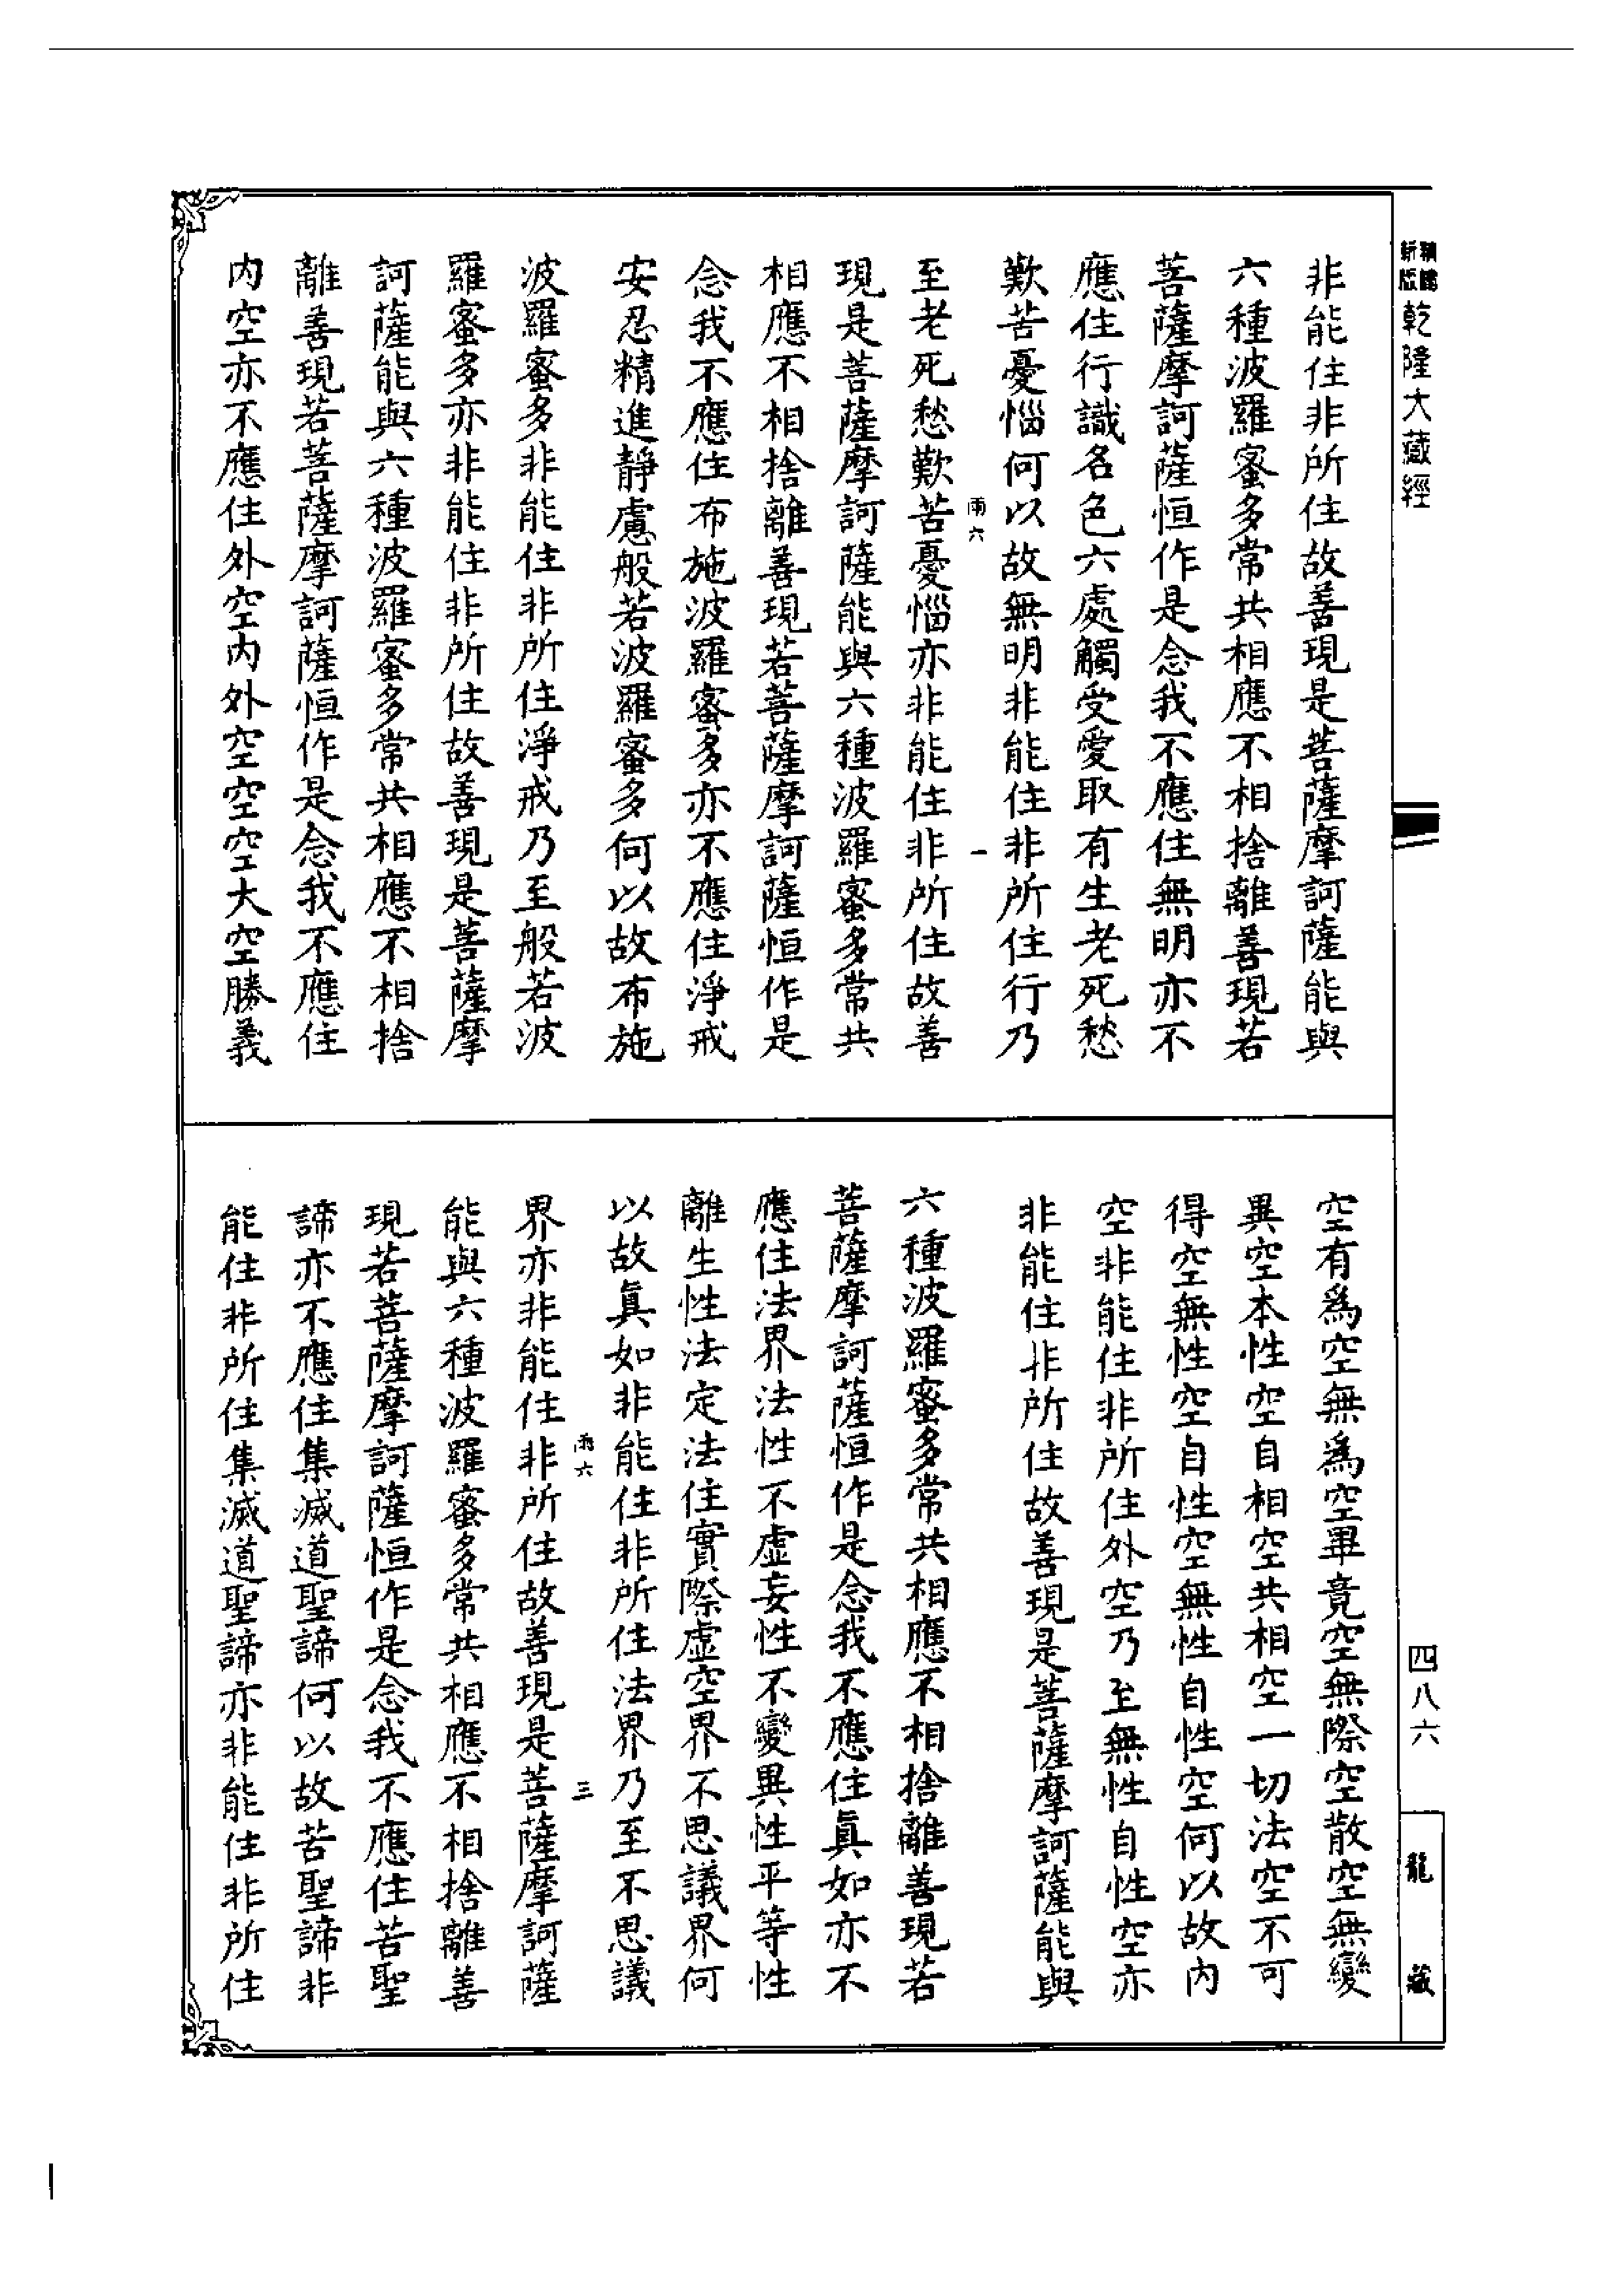 新編
新版
乾隆大藏經
非能住非所住故善現是菩薩摩訶薩能與
六種波羅蜜多常共相應不相捨離善現若
菩薩摩訶薩恒作是念我不應住無明亦不
應住行識名色六處觸受愛取有生老死愁
歎苦憂惱何以故無明非能住非所住行乃
雨六
一
至老死愁歎苦憂惱亦非能住非所住故善
現是菩薩摩訶薩能與六種波羅蜜多常共
相應不相捨離善現若菩薩摩訶薩恒作是
念我不應住布施波羅蜜多亦不應住淨戒
安忍精進靜慮般若波羅蜜多何以故布施
波羅蜜多非能住非所住淨戒乃至般若波
羅蜜多亦非能住非所住故善現是菩薩摩
訶薩能與六種波羅蜜多常共相應不相捨
離善現若菩薩摩訶薩恒作是念我不應住
内空亦不應住外空内外空空空大空勝義
空有爲空無爲空畢竟空無際空散空無變
異空本性空自相空共相空一切法空不可
得空無性空自性空無性自性空何以故内
空非能住非所住外空乃至無性自性空亦
非能住非所住故善現是菩薩摩訶薩能與
六種波羅蜜多常共相應不相捨離善現若
菩薩摩訶薩恒作是念我不應住眞如亦不
應住法界法性不虛妄性不變異性平等性
離生性法定法住實際虛空界不思議界何
以故眞如非能住非所住法界乃至不思議
雨六
三
界亦非能住非所住故善現是菩薩摩訶薩
能與六種波羅蜜多常共相應不相捨離善
現若菩薩摩訶薩恒作是念我不應住苦聖
諦亦不應住集滅道聖諦何以故苦聖諦非
能住非所住集滅道聖諦亦非能住非所住
四八六
龍藏